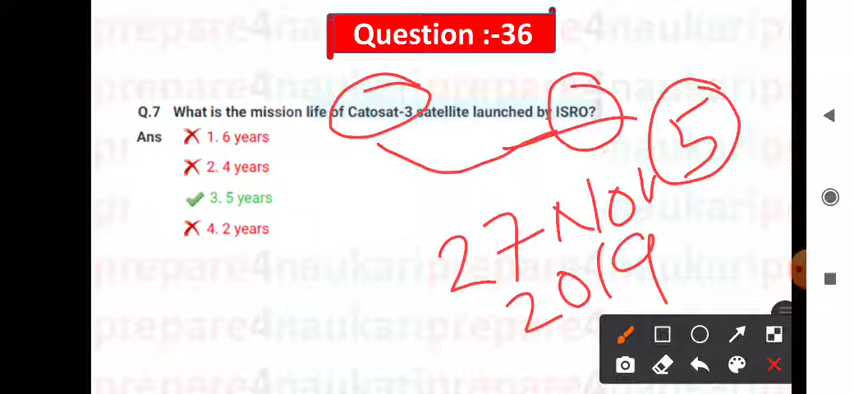 Question :-36
Q.7 What is the mission life of Catosat-3 satellite launched by ISRO?
Ans 1. 6 years
2. 4 years
3. 5 years
4. 2 years
5
27 Nov
2019
prepare4naukari